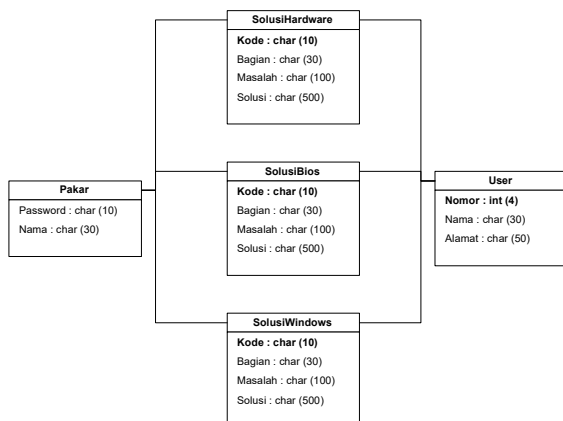 SolusiHardware
Kode : char (10)
Bagian : char (30)
Masalah : char (100)
Solusi : char (500)
Pakar
Password : char (10)
Nama : char (30)
SolusiBios
Kode : char (10)
Bagian : char (30)
Masalah : char (100)
Solusi : char (500)
User
Nomor : int (4)
Nama : char (30)
Alamat : char (50)
SolusiWindows
Kode : char (10)
Bagian : char (30)
Masalah : char (100)
Solusi : char (500)